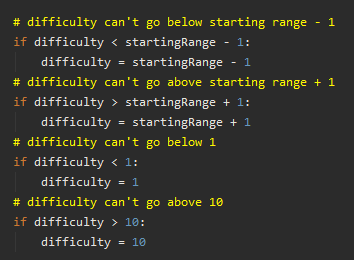 # difficulty can't go below starting range - 1
if difficulty < startingRange - 1:
    difficulty = startingRange - 1
# difficulty can't go above starting range + 1
if difficulty > startingRange + 1:
    difficulty = startingRange + 1
# difficulty can't go below 1
if difficulty < 1:
    difficulty = 1
# difficulty can't go above 10
if difficulty > 10:
    difficulty = 10